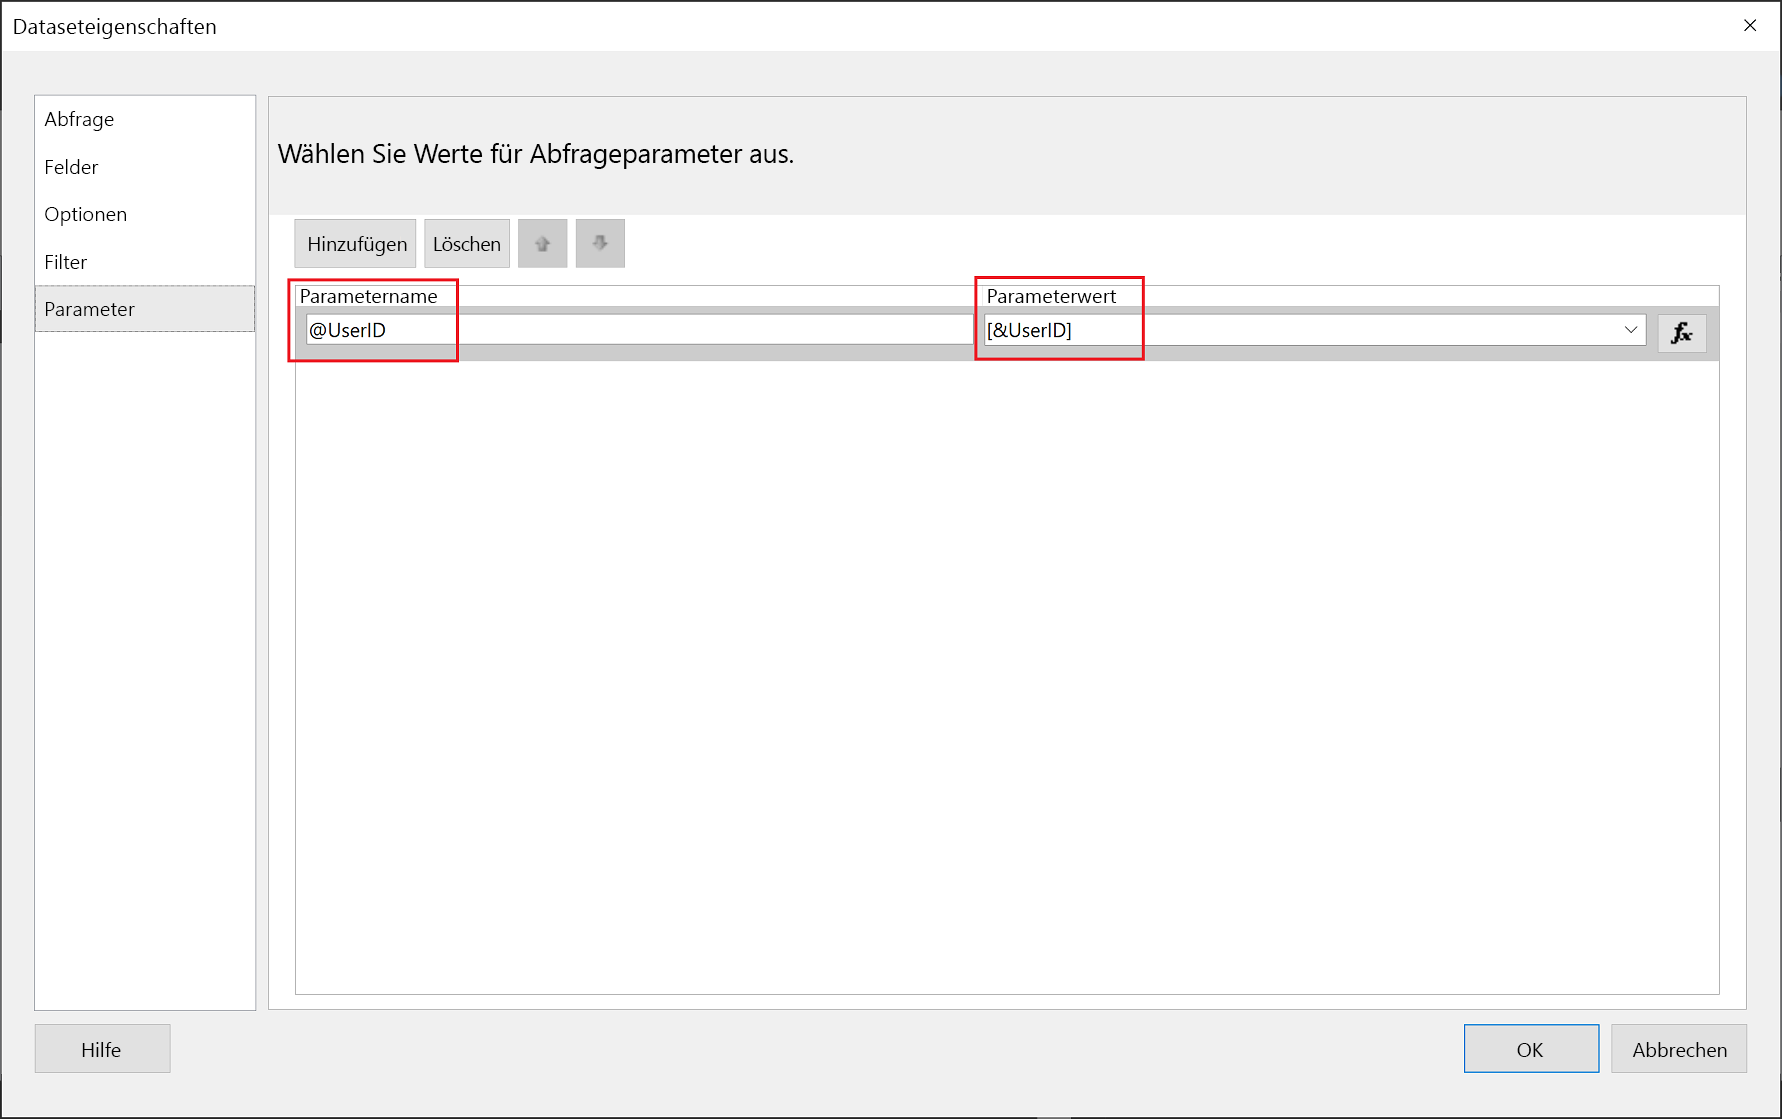 Dataseteigenschaften
Abfrage
Felder
Optionen
Filter
Parameter
Wählen Sie Werte für Abfrageparameter aus.
Hinzufügen Löschen
Parametername Parameterwert
@UserID [&UserID] fx
Hilfe OK Abbrechen